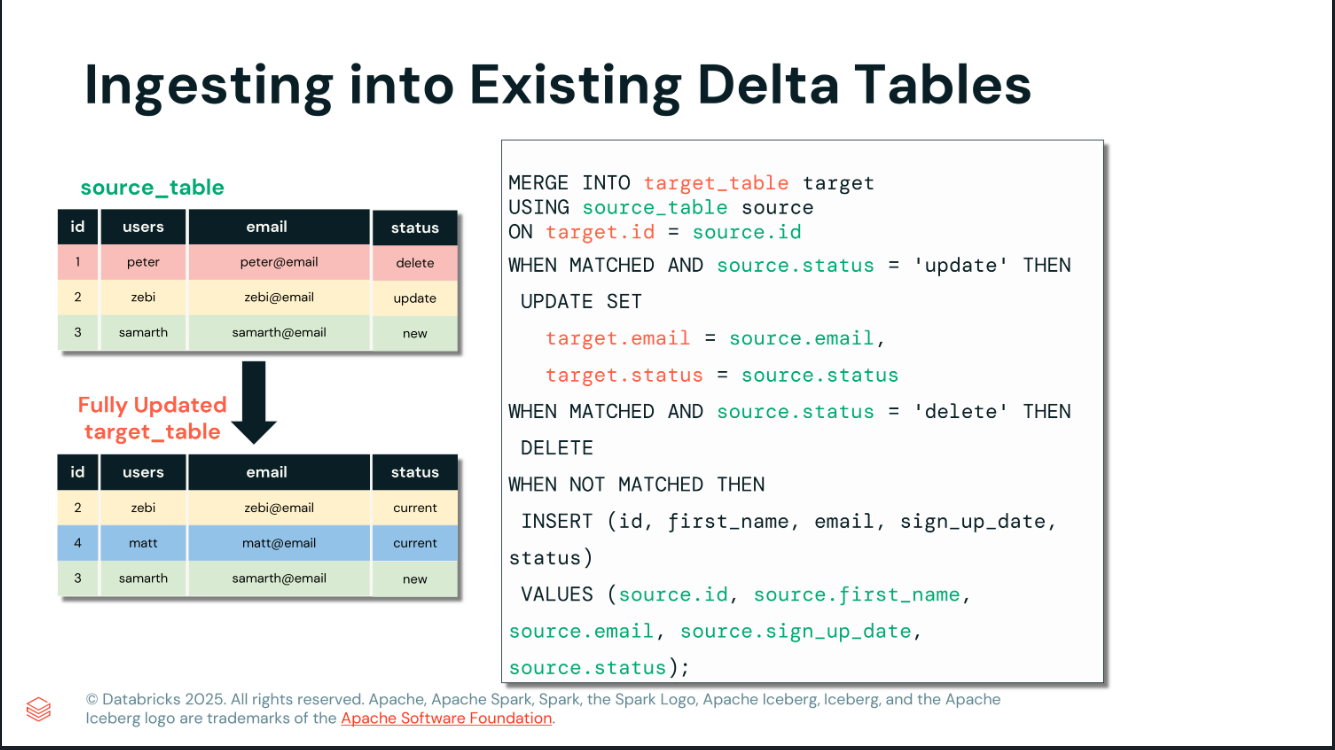 Ingesting into Existing Delta Tables
source_table
id users email status
1 peter peter@email delete
2 zebi zebi@email update
3 samarth samarth@email new
Fully Updated
target_table
id users email status
2 zebi zebi@email current
4 matt matt@email current
3 samarth samarth@email new
MERGE INTO target_table target
USING source_table source
ON target.id = source.id
WHEN MATCHED AND source.status = 'update' THEN
UPDATE SET
target.email = source.email,
target.status = source.status
WHEN MATCHED AND source.status = 'delete' THEN
DELETE
WHEN NOT MATCHED THEN
INSERT (id, first_name, email, sign_up_date,
status)
VALUES (source.id, source.first_name,
source.email, source.sign_up_date,
source.status);
© Databricks 2025. All rights reserved. Apache, Apache Spark, Spark, the Spark Logo, Apache Iceberg, Iceberg, and the Apache
Iceberg logo are trademarks of the Apache Software Foundation.